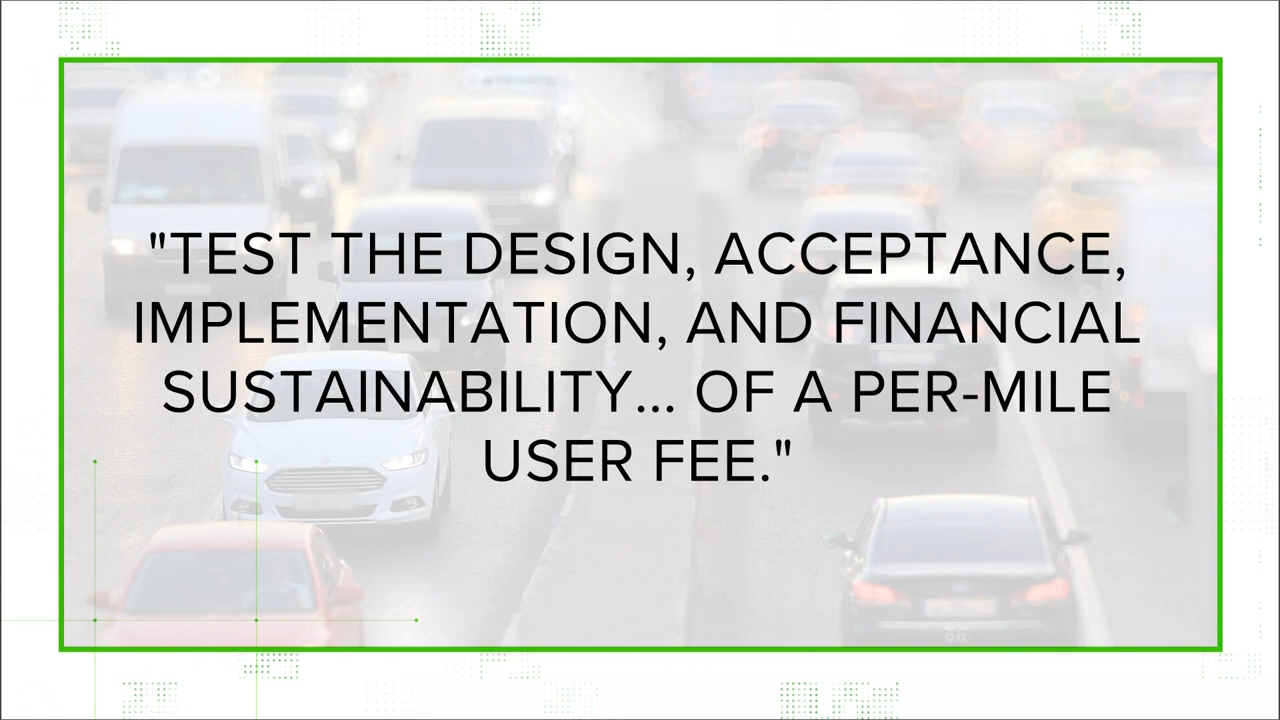 "TEST THE DESIGN, ACCEPTANCE,
IMPLEMENTATION, AND FINANCIAL
SUSTAINABILITY... OF A PER-MILE
USER FEE."